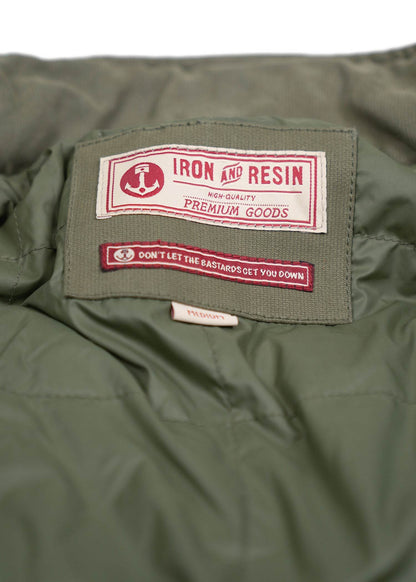 IRON AND RESIN
HIGH-QUALITY
PREMIUM GOODS
DON'T LET THE BASTARDS GET YOU DOWN
MEDIUM